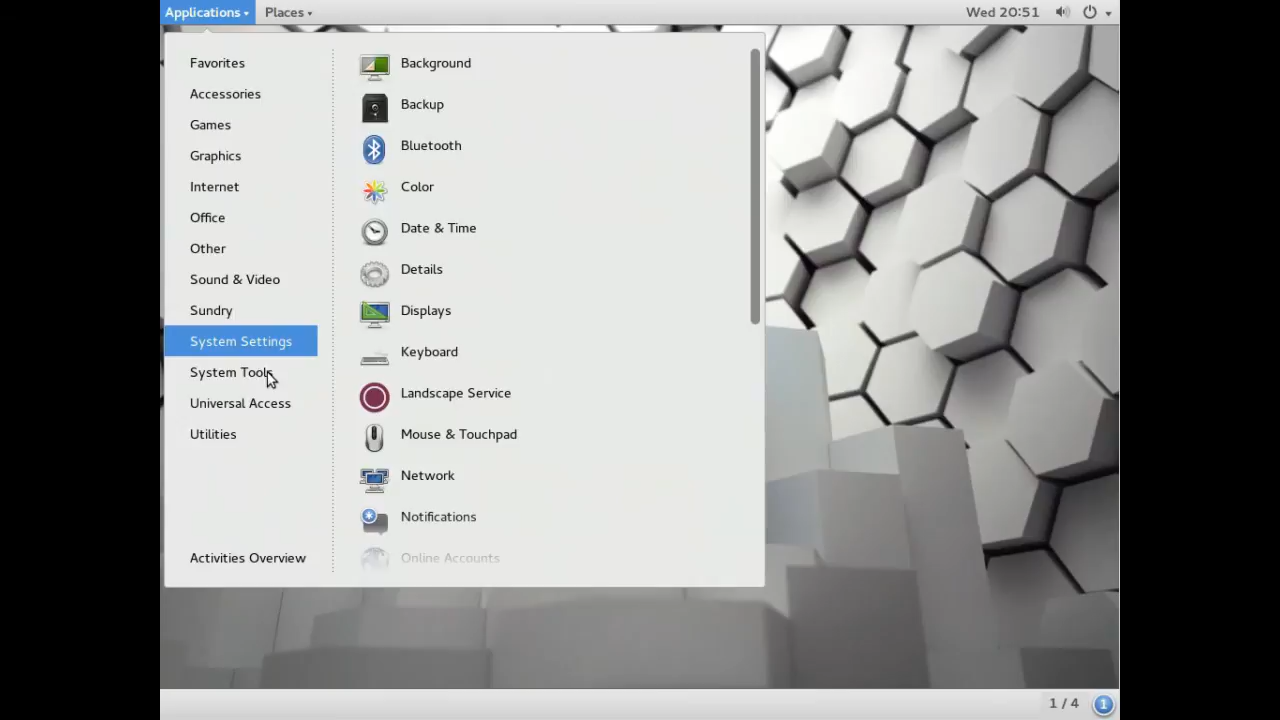 Applications Places Wed 20:51
Favorites
Accessories
Games
Graphics
Internet
Office
Other
Sound & Video
Sundry
System Settings
System Tools
Universal Access
Utilities
Activities Overview
Background
Backup
Bluetooth
Color
Date & Time
Details
Displays
Keyboard
Landscape Service
Mouse & Touchpad
Network
Notifications
Online Accounts
1 / 4 1